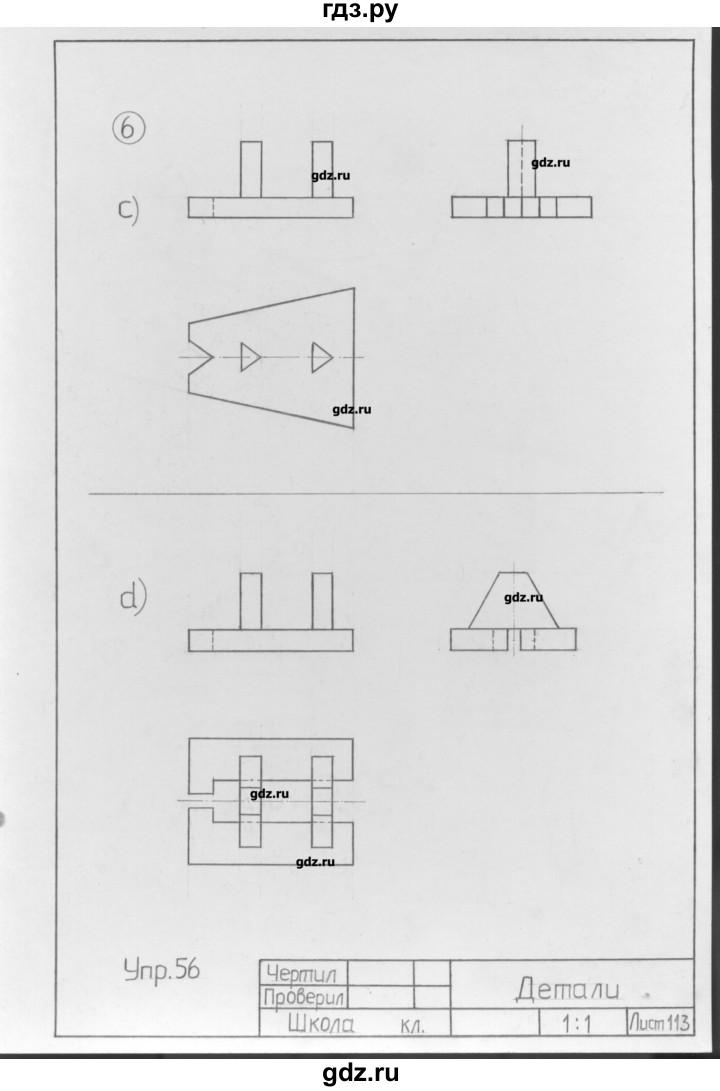 гдз.ру
6
gdz.ru
gdz.ru
c)
gdz.ru
d)
gdz.ru
gdz.ru
gdz.ru
Упр.56
Чертил
Проверил
Детали
Школа кл.
1:1
Лист 113
gdz.ru